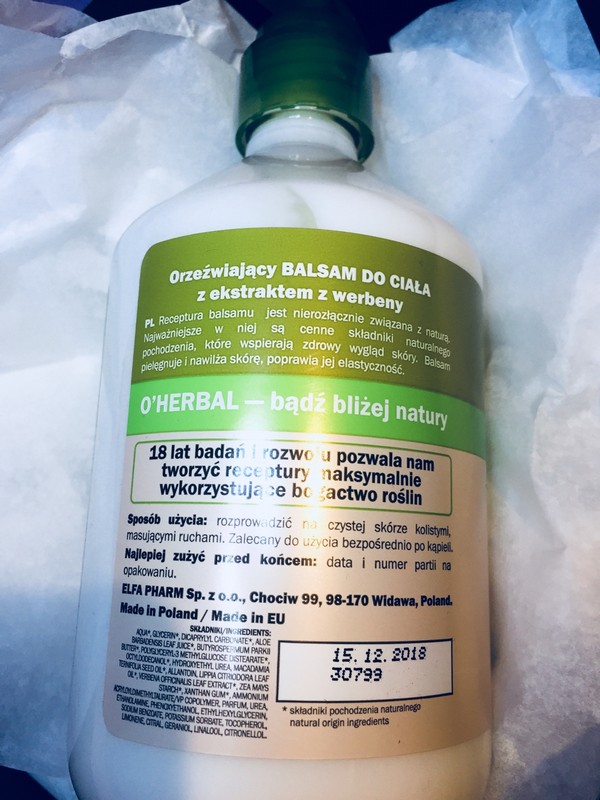 Orzeźwiający BALSAM DO CIAŁA
z ekstraktem z werbeny
PL Receptura balsamu jest nierozłącznie związana z naturą.
Najważniejsze w niej są cenne składniki naturalnego
pochodzenia, które wspierają zdrowy wygląd skóry. Balsam
pielęgnuje i nawilża skórę, poprawia jej elastyczność.
O'HERBAL — bądź bliżej natury
18 lat badań i rozwoju pozwala nam
tworzyć receptury maksymalnie
wykorzystujące bogactwo roślin
Sposób użycia: rozprowadzić na czystej skórze kolistymi,
masującymi ruchami. Zalecany do użycia bezpośrednio po kąpieli.
Najlepiej zużyć przed końcem: data i numer partii na
opakowaniu.
ELFA PHARM Sp. z o.o., Chociw 99, 98-170 Widawa, Poland.
Made in Poland / Made in EU
SKŁADNIKI/INGREDIENTS:
AQUA*, GLYCERIN*, DICAPRYLYL CARBONATE*, ALOE
BARBADENSIS LEAF JUICE*, BUTYROSPERMUM PARKII
BUTTER*, POLYGLYCERYL-3 METHYLGLUCOSE DISTEARATE*,
OCTYLDODECANOL*, HYDROXYETHYL UREA, MACADAMIA
TERNIFOLIA SEED OIL*, ALLANTOIN, LIPPIA CITRIODORA LEAF
OIL*, VERBENA OFFICINALIS LEAF EXTRACT*, ZEA MAYS
STARCH*, XANTHAN GUM*, AMMONIUM
ACRYLOYLDIMETHYLTAURATE/VP COPOLYMER, PARFUM, UREA,
ETHANOLAMINE, PHENOXYETHANOL, ETHYLHEXYLGLYCERIN,
SODIUM BENZOATE, POTASSIUM SORBATE, TOCOPHEROL,
LIMONENE, CITRAL, GERANIOL, LINALOOL, CITRONELLOL.
15.12.2018
30799
* składniki pochodzenia naturalnego
natural origin ingredients